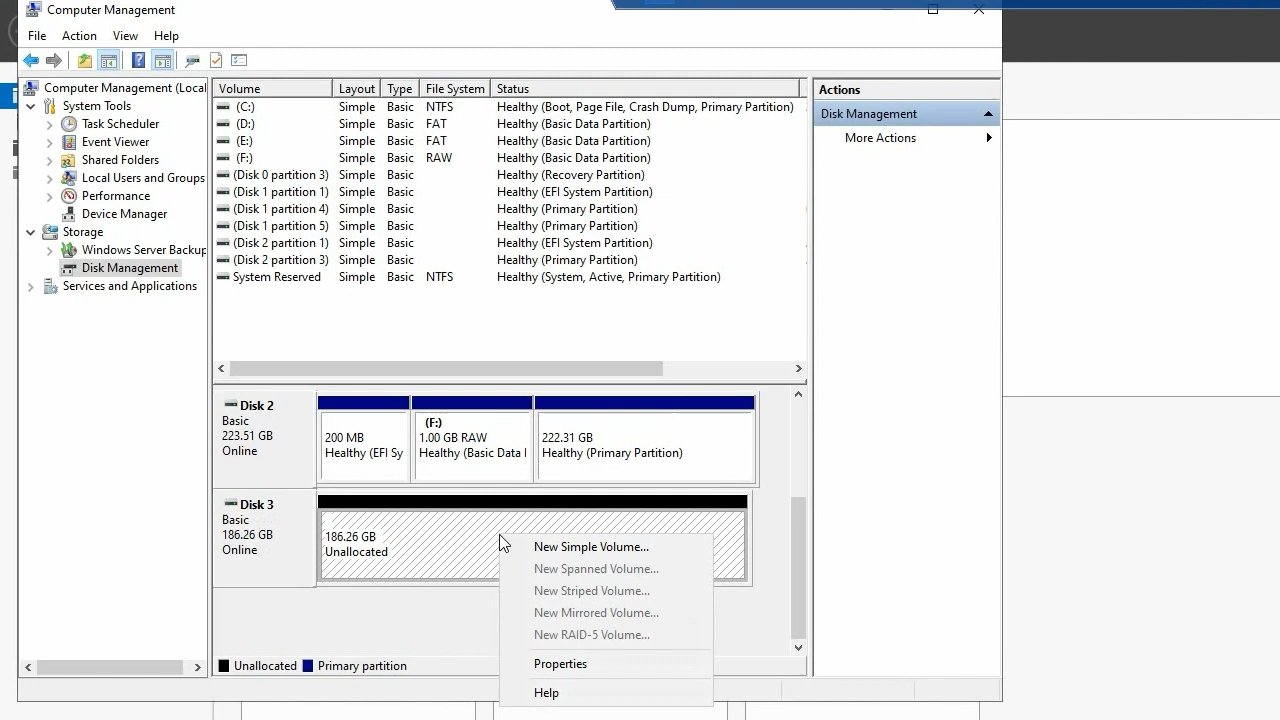 Computer Management
File Action View Help
Computer Management (Local
System Tools
Task Scheduler
Event Viewer
Shared Folders
Local Users and Groups
Performance
Device Manager
Storage
Windows Server Backup
Disk Management
Services and Applications
Volume Layout Type File System Status
(C:) Simple Basic NTFS Healthy (Boot, Page File, Crash Dump, Primary Partition)
(D:) Simple Basic FAT Healthy (Basic Data Partition)
(E:) Simple Basic FAT Healthy (Basic Data Partition)
(F:) Simple Basic RAW Healthy (Basic Data Partition)
(Disk 0 partition 3) Simple Basic Healthy (Recovery Partition)
(Disk 1 partition 1) Simple Basic Healthy (EFI System Partition)
(Disk 1 partition 4) Simple Basic Healthy (Primary Partition)
(Disk 1 partition 5) Simple Basic Healthy (Primary Partition)
(Disk 2 partition 1) Simple Basic Healthy (EFI System Partition)
(Disk 2 partition 3) Simple Basic Healthy (Primary Partition)
System Reserved Simple Basic NTFS Healthy (System, Active, Primary Partition)
Actions
Disk Management
More Actions
Disk 2
Basic
223.51 GB
Online
200 MB
Healthy (EFI Sy
(F:)
1.00 GB RAW
Healthy (Basic Data
222.31 GB
Healthy (Primary Partition)
Disk 3
Basic
186.26 GB
Online
186.26 GB
Unallocated
New Simple Volume...
New Spanned Volume...
New Striped Volume...
New Mirrored Volume...
New RAID-5 Volume...
Properties
Help
Unallocated Primary partition